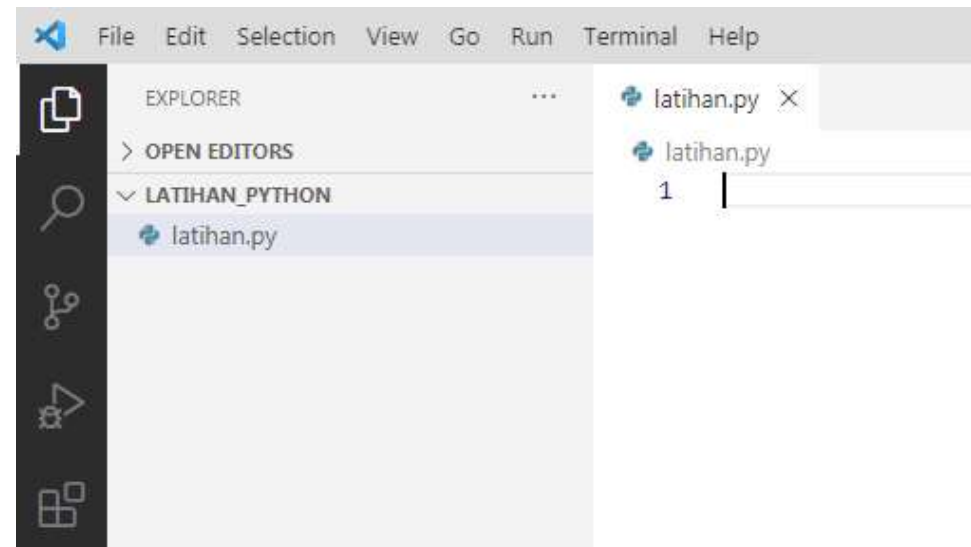 File Edit Selection View Go Run Terminal Help
EXPLORER ...
OPEN EDITORS
LATIHAN_PYTHON
latihan.py
latihan.py
latihan.py
1